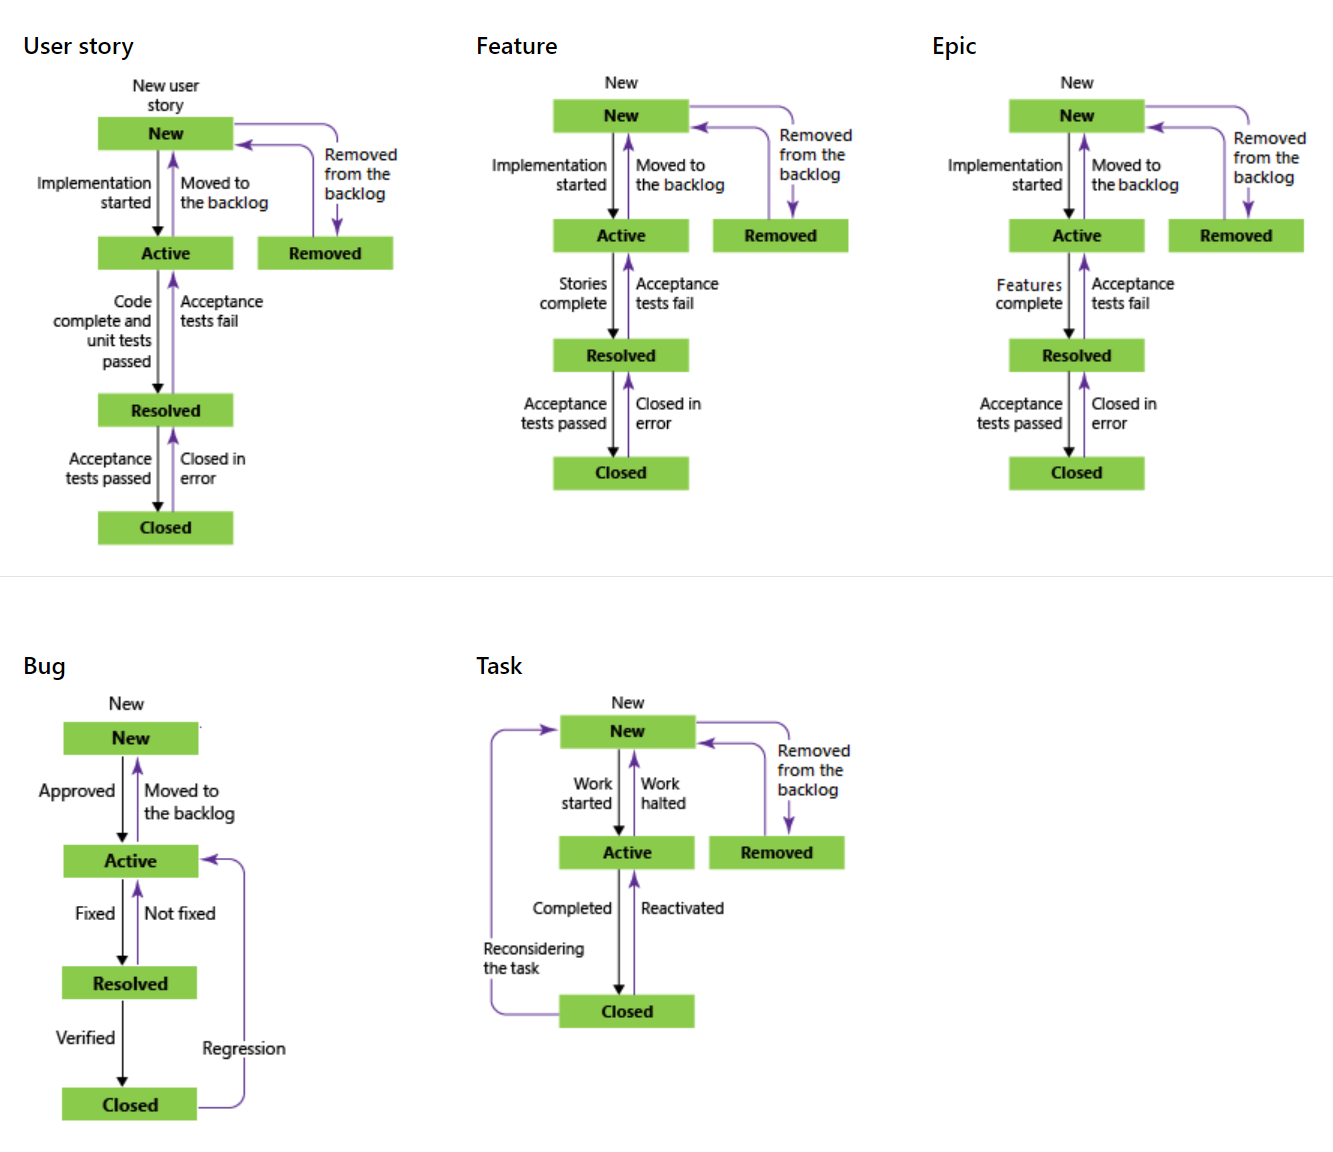 User story
New user
story
New
Implementation
started
Moved to
the backlog
Removed
from the
backlog
Active
Removed
Code
complete and
unit tests
passed
Acceptance
tests fail
Resolved
Acceptance
tests passed
Closed in
error
Closed
Feature
New
New
Implementation
started
Moved to
the backlog
Removed
from the
backlog
Active
Removed
Stories
complete
Acceptance
tests fail
Resolved
Acceptance
tests passed
Closed in
error
Closed
Epic
New
New
Implementation
started
Moved to
the backlog
Removed
from the
backlog
Active
Removed
Features
complete
Acceptance
tests fail
Resolved
Acceptance
tests passed
Closed in
error
Closed
Bug
New
New
Approved
Moved to
the backlog
Active
Fixed
Not fixed
Resolved
Verified
Regression
Closed
Task
New
New
Work
started
Work
halted
Removed
from the
backlog
Active
Removed
Completed
Reactivated
Reconsidering
the task
Closed